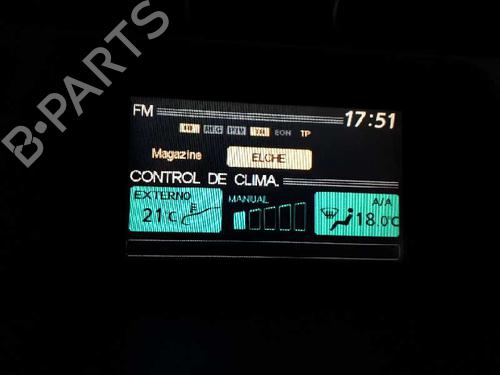 B-PARTS
FM
17:51
EON TP
Magazine ELCHE
CONTROL DE CLIMA.
EXTERNO MANUAL A/A
21 C 18.0°C